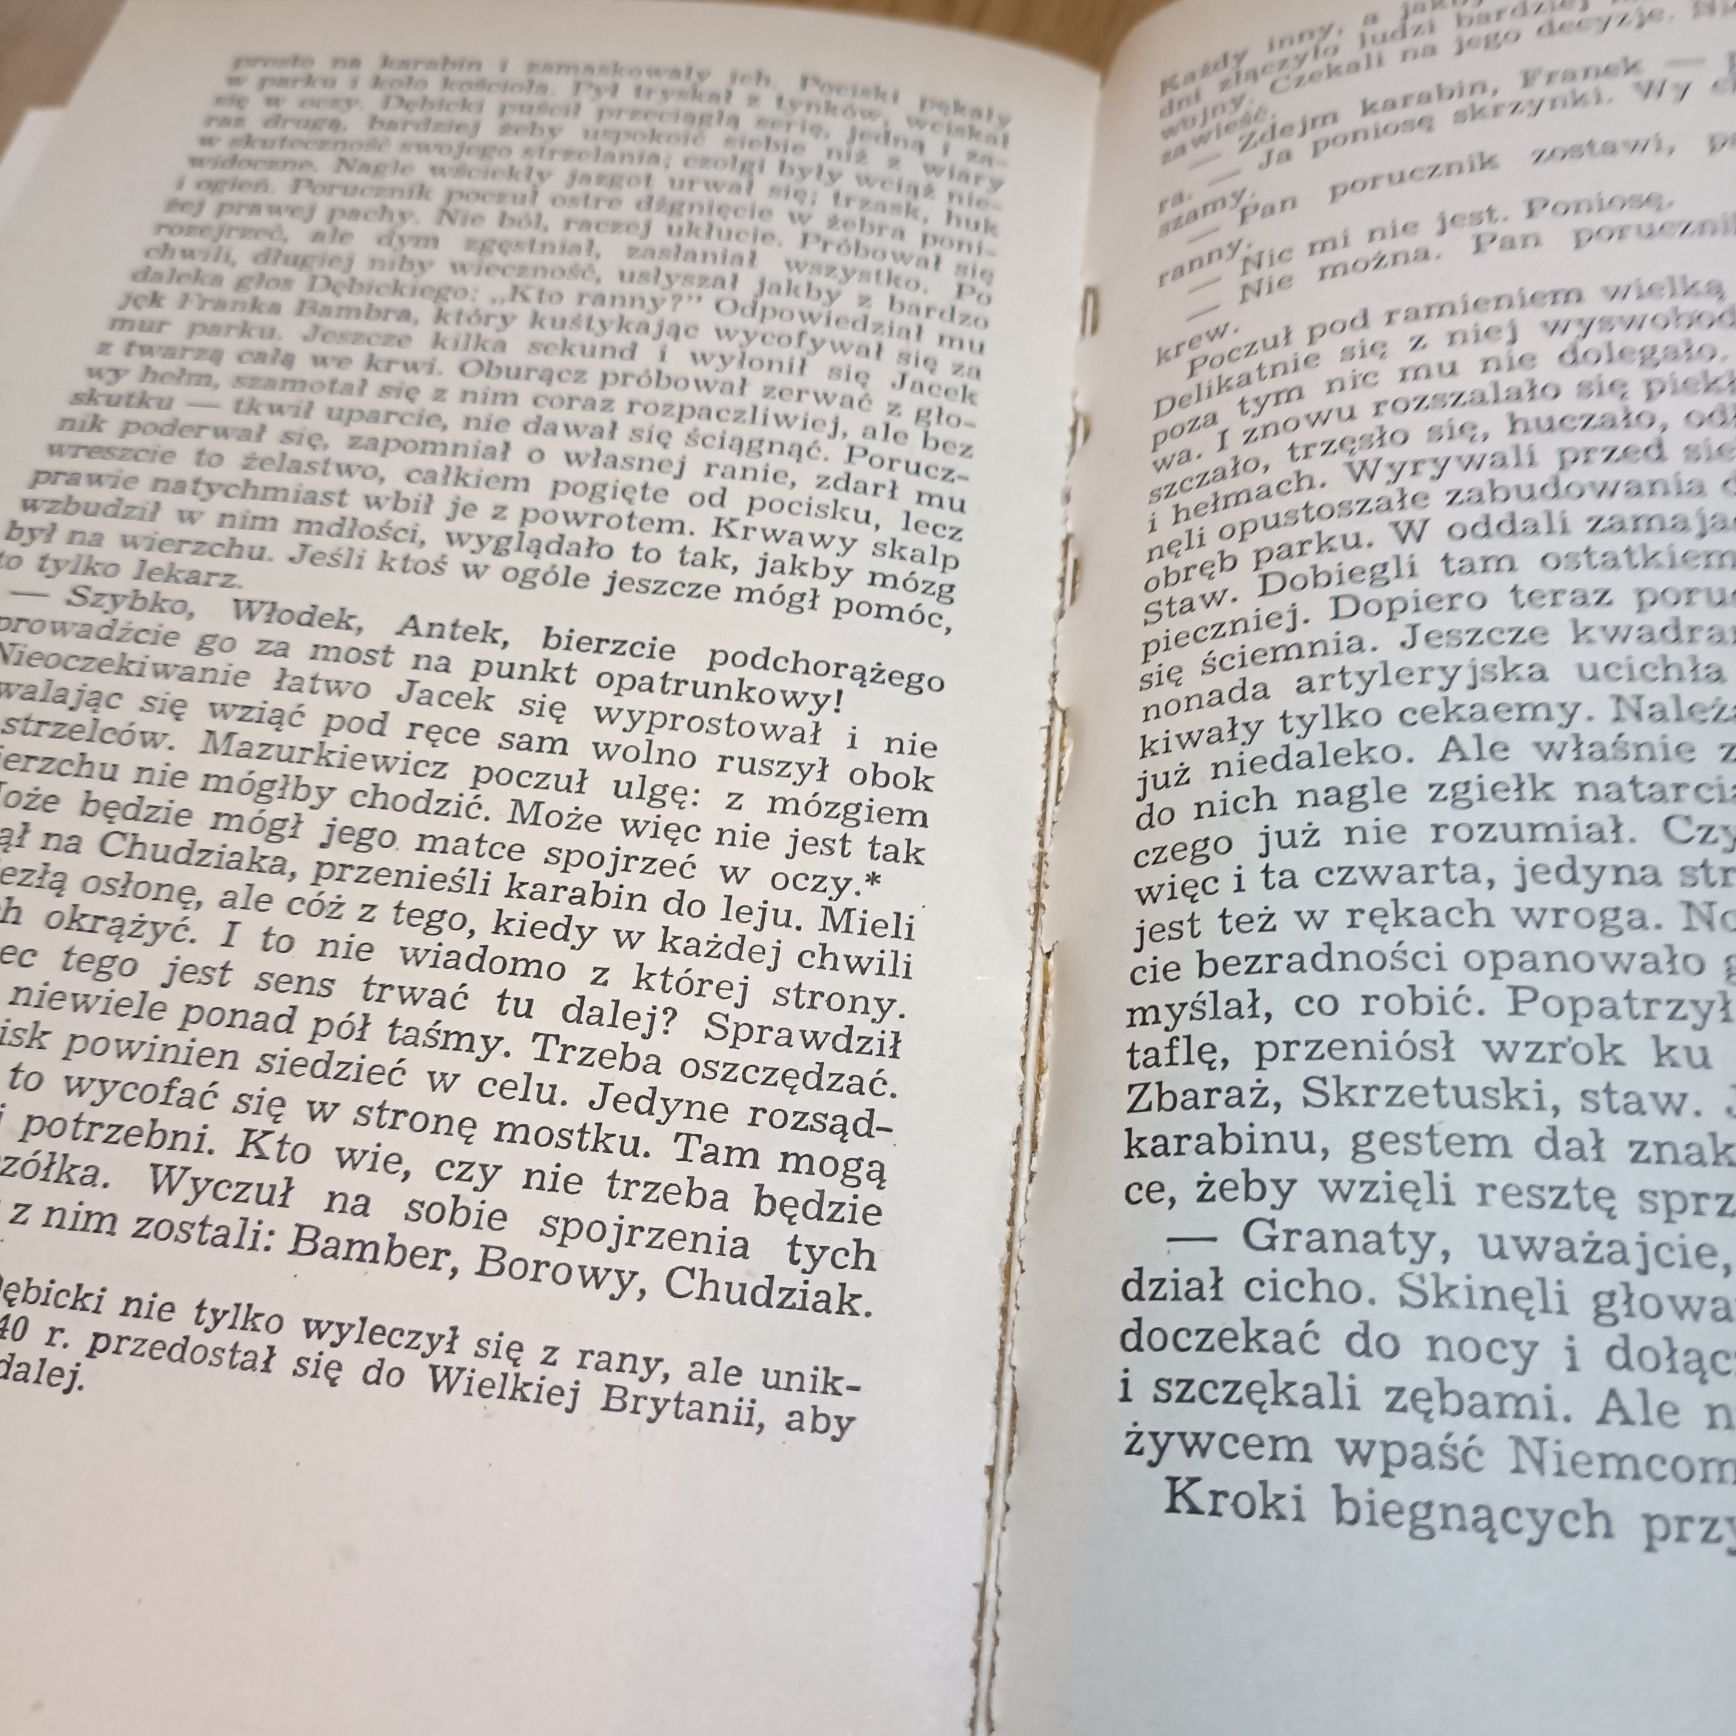 prosto na karabin i zamaskowały ich. Pociski pękały
w parku i koło kościoła. Pył tryskał z tynków, wciskał
się w oczy. Dębicki puścił przeciągłą serię, jedną i za-
raz drugą, bardziej żeby uspokoić siebie niż z wiary
w skuteczność swojego strzelania; czołgi były wciąż nie-
widoczne. Nagle wściekły jazgot urwał się; trzask, huk
i ogień. Porucznik poczuł ostre dźgnięcie w żebra poni-
żej prawej pachy. Nie ból, raczej ukłucie. Próbował się
rozejrzeć, ale dym zgęstniał, zasłaniał wszystko. Po
chwili, długiej niby wieczność, usłyszał jakby z bardzo
daleka głos Dębickiego: „Kto ranny?” Odpowiedział mu
jęk Franka Bambra, który kuśtykając wycofywał się za
mur parku. Jeszcze kilka sekund i wyłonił się Jacek
z twarzą całą we krwi. Oburącz próbował zerwać z gło-
wy hełm, szamotał się z nim coraz rozpaczliwiej, ale bez
skutku — tkwił uparcie, nie dawał się ściągnąć. Porucz-
nik poderwał się, zapomniał o własnej ranie, zdarł mu
wreszcie to żelastwo, całkiem pogięte od pocisku, lecz
prawie natychmiast wbił je z powrotem. Krwawy skalp
wzbudził w nim mdłości, wyglądało to tak, jakby mózg
był na wierzchu. Jeśli ktoś w ogóle jeszcze mógł pomóc,
to tylko lekarz.
— Szybko, Włodek, Antek, bierzcie podchorążego
prowadźcie go za most na punkt opatrunkowy!
Nieoczekiwanie łatwo Jacek się wyprostował i nie
walając się wziąć pod ręce sam wolno ruszył obok
strzelców. Mazurkiewicz poczuł ulgę: z mózgiem
ierzchu nie mógłby chodzić. Może więc nie jest tak
oże będzie mógł jego matce spojrzeć w oczy.*
ął na Chudziaka, przenieśli karabin do leju. Mieli
ezłą osłonę, ale cóż z tego, kiedy w każdej chwili
h okrążyć. I to nie wiadomo z której strony.
ec tego jest sens trwać tu dalej? Sprawdził
niewiele ponad pół taśmy. Trzeba oszczędzać.
isk powinien siedzieć w celu. Jedyne rozsąd-
to wycofać się w stronę mostku. Tam mogą
j potrzebni. Kto wie, czy nie trzeba będzie
zółka. Wyczuł na sobie spojrzenia tych
z nim zostali: Bamber, Borowy, Chudziak.
ębicki nie tylko wyleczył się z rany, ale unik-
40 r. przedostał się do Wielkiej Brytanii, aby
dalej.
Każdy inny, a jakby
dni złączyło ludzi bardziej
wojny. Czekali na jego decyzje.
zawieść.
— Zdejm karabin, Franek —
ra. — Ja poniosę skrzynki. Wy
szamy.
— Pan porucznik zostawi,
ranny.
— Nic mi nie jest. Poniosę.
— Nie można. Pan porucznik
krew.
Poczuł pod ramieniem wielką
Delikatnie się z niej wyswobod
poza tym nic mu nie dolegało.
wa. I znowu rozszalało się piekł
szczało, trzęsło się, huczało, od
i hełmach. Wyrywali przed sie
nęli opustoszałe zabudowania
obręb parku. W oddali zamaja
Staw. Dobiegli tam ostatkiem
pieczniej. Dopiero teraz poru
się ściemnia. Jeszcze kwadra
nonada artyleryjska ucichła
kiwały tylko cekaemy. Należa
już niedaleko. Ale właśnie z
do nich nagle zgiełk natarcia
czego już nie rozumiał. Czy
więc i ta czwarta, jedyna str
jest też w rękach wroga. No
cie bezradności opanowało g
myślał, co robić. Popatrzył
taflę, przeniósł wzrok ku
Zbaraż, Skrzetuski, staw.
karabinu, gestem dał znak
ce, żeby wzięli resztę sprz
— Granaty, uważajcie,
dział cicho. Skinęli głowa
doczekać do nocy i dołącz
i szczękali zębami. Ale n
żywcem wpaść Niemcom
Kroki biegnących przy